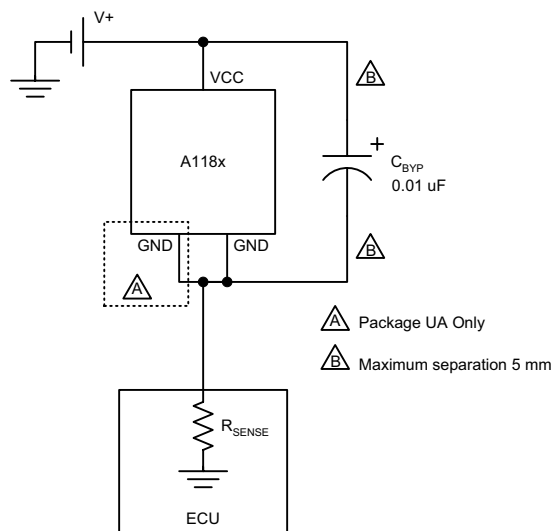 V+
VCC
B
A118x
+
CBYP
0.01 uF
GND GND
B
A
A Package UA Only
B Maximum separation 5 mm
RSENSE
ECU